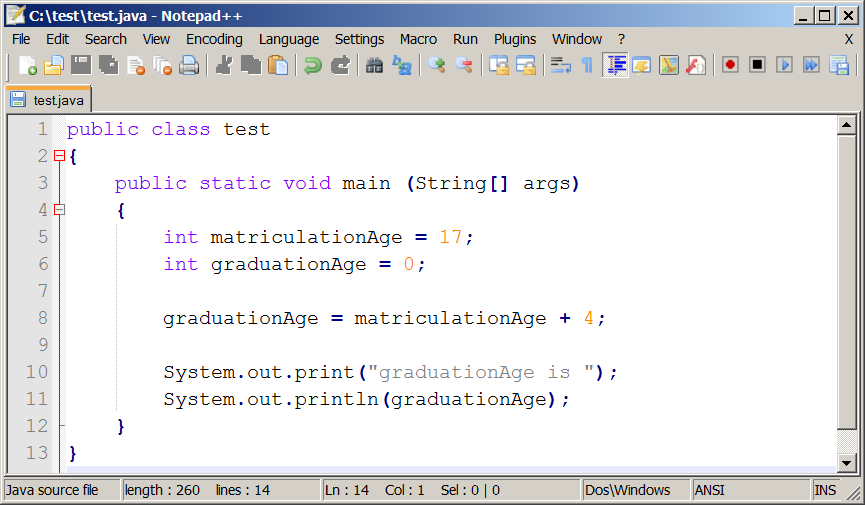 C:\test\test.java - Notepad++
File Edit Search View Encoding Language Settings Macro Run Plugins Window ? X
test.java
1 public class test
2 {
3     public static void main (String[] args)
4     {
5         int matriculationAge = 17;
6         int graduationAge = 0;
7
8         graduationAge = matriculationAge + 4;
9
10         System.out.print("graduationAge is ");
11         System.out.println(graduationAge);
12     }
13 }
Java source file length : 260 lines : 14 Ln : 14 Col : 1 Sel : 0 | 0 Dos\Windows ANSI INS